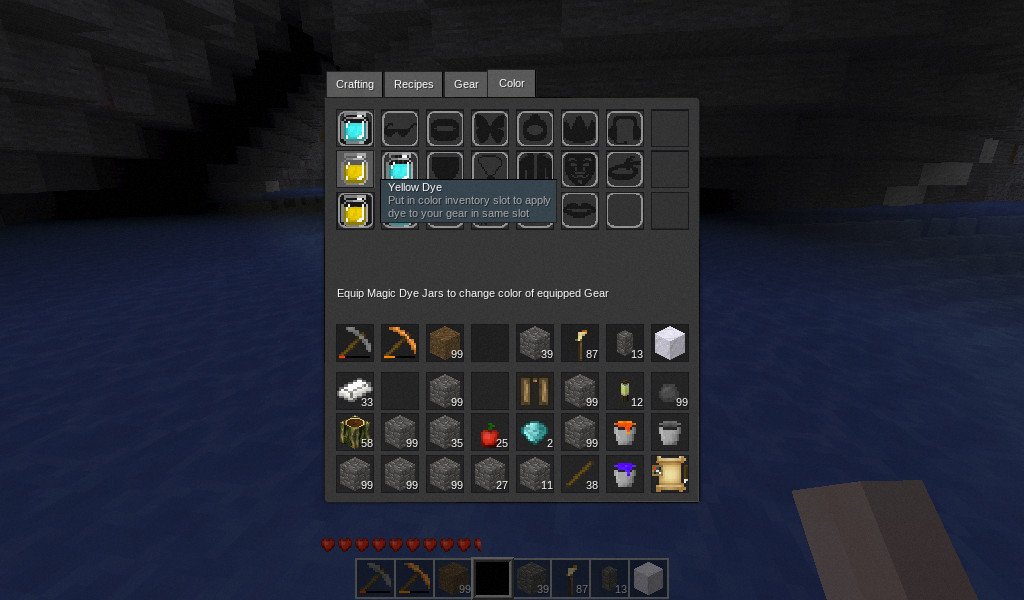 Crafting Recipes Gear Color
Yellow Dye
Put in color inventory slot to apply
dye to your gear in same slot
Equip Magic Dye Jars to change color of equipped Gear
99 39 87 13
33 99 99 12 99
58 99 35 25 2 99
99 99 99 27 11 38
99 39 87 13